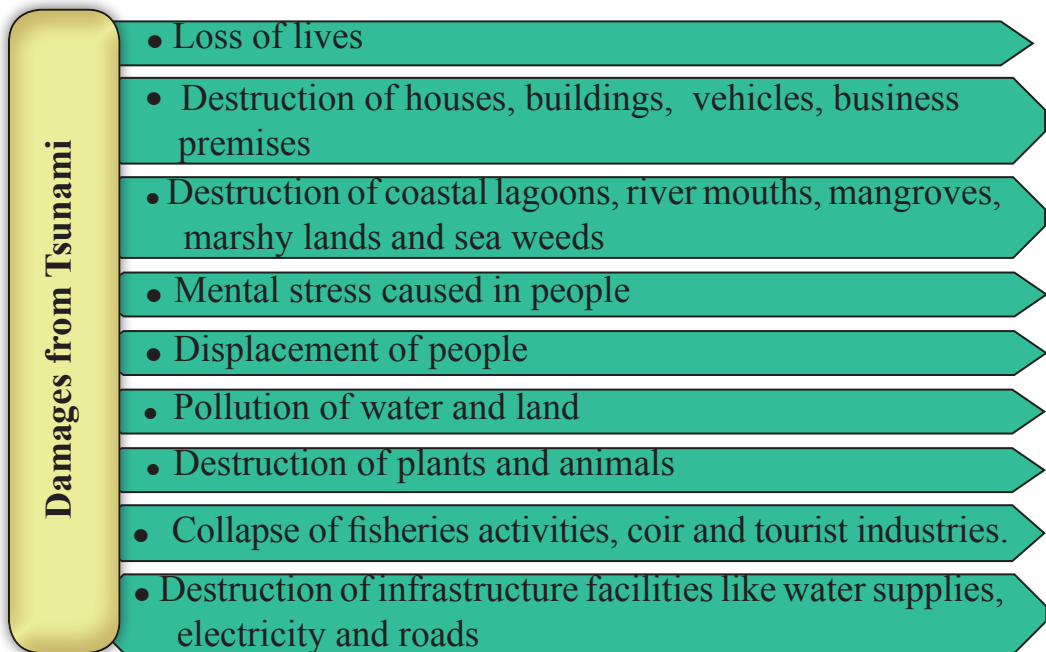 Damages from Tsunami
• Loss of lives
• Destruction of houses, buildings, vehicles, business
premises
• Destruction of coastal lagoons, river mouths, mangroves,
marshy lands and sea weeds
• Mental stress caused in people
• Displacement of people
• Pollution of water and land
• Destruction of plants and animals
• Collapse of fisheries activities, coir and tourist industries.
• Destruction of infrastructure facilities like water supplies,
electricity and roads